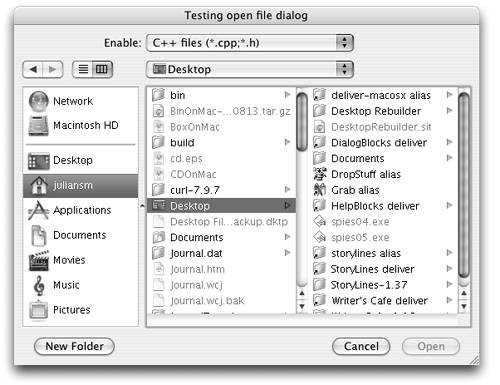 Testing open file dialog
Enable: C++ files (*.cpp;*.h)
Desktop
Network
Macintosh HD
Desktop
juliansm
Applications
Documents
Movies
Music
Pictures
bin
BinOnMac-...0813.tar.gz
BoxOnMac
build
cd.eps
CDOnMac
curl-7.9.7
Desktop
Desktop Fil...ackup.dktp
Documents
Journal.dat
Journal.htm
Journal.wcj
Journal.wcj.bak
deliver-macosx alias
Desktop Rebuilder
DesktopRebuilder.sit
DialogBlocks deliver
Documents
DropStuff alias
Grab alias
HelpBlocks deliver
spies04.exe
spies05.exe
storylines alias
StoryLines deliver
StoryLines-1.37
Writer's Cafe deliver
New Folder
Cancel
Open